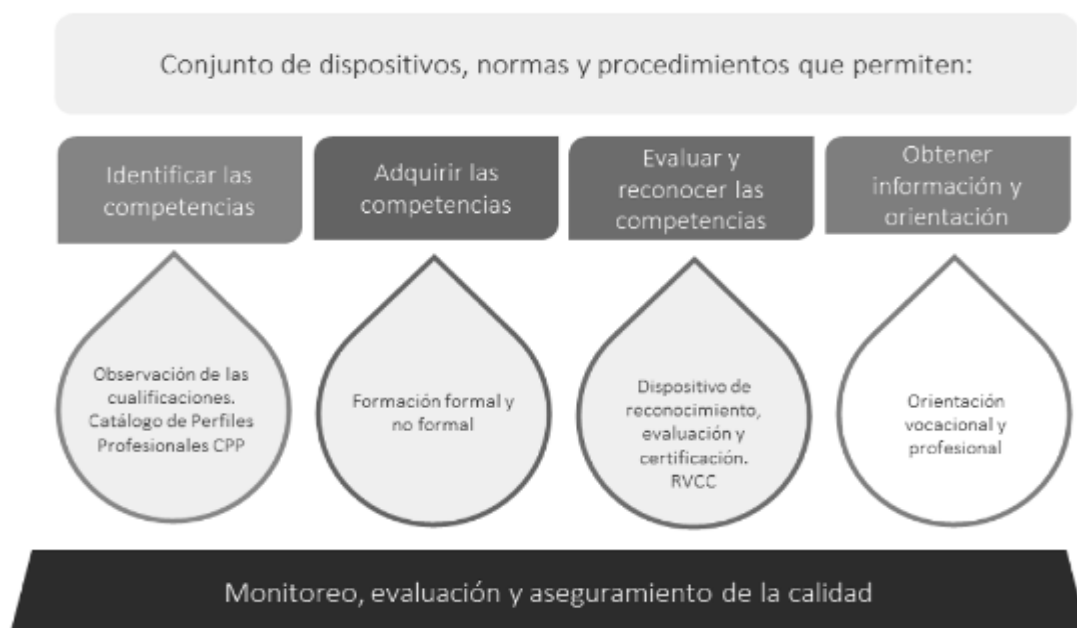 Conjunto de dispositivos, normas y procedimientos que permiten:
Identificar las
competencias
Adquirir las
competencias
Evaluar y
reconocer las
competencias
Obtener
información y
orientación
Observación de las
cualificaciones.
Catálogo de Perfiles
Profesionales CPP
Formación formal y
no formal
Dispositivo de
reconocimiento,
evaluación y
certificación.
RVCC
Orientación
vocacional y
profesional
Monitoreo, evaluación y aseguramiento de la calidad